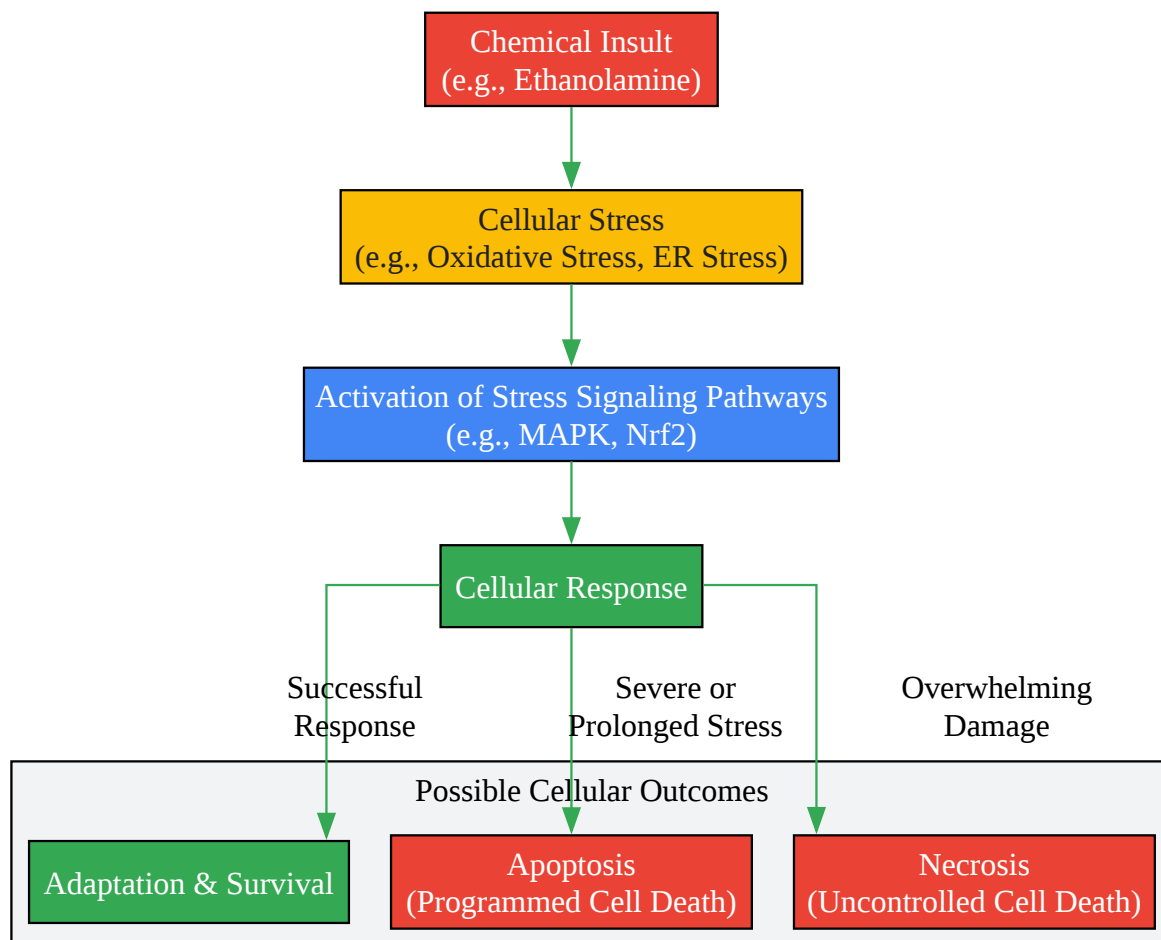 Chemical Insult
(e.g., Ethanolamine)
Cellular Stress
(e.g., Oxidative Stress, ER Stress)
Activation of Stress Signaling Pathways
(e.g., MAPK, Nrf2)
Cellular Response
Successful
Response
Severe or
Prolonged Stress
Overwhelming
Damage
Possible Cellular Outcomes
Adaptation & Survival
Apoptosis
(Programmed Cell Death)
Necrosis
(Uncontrolled Cell Death)